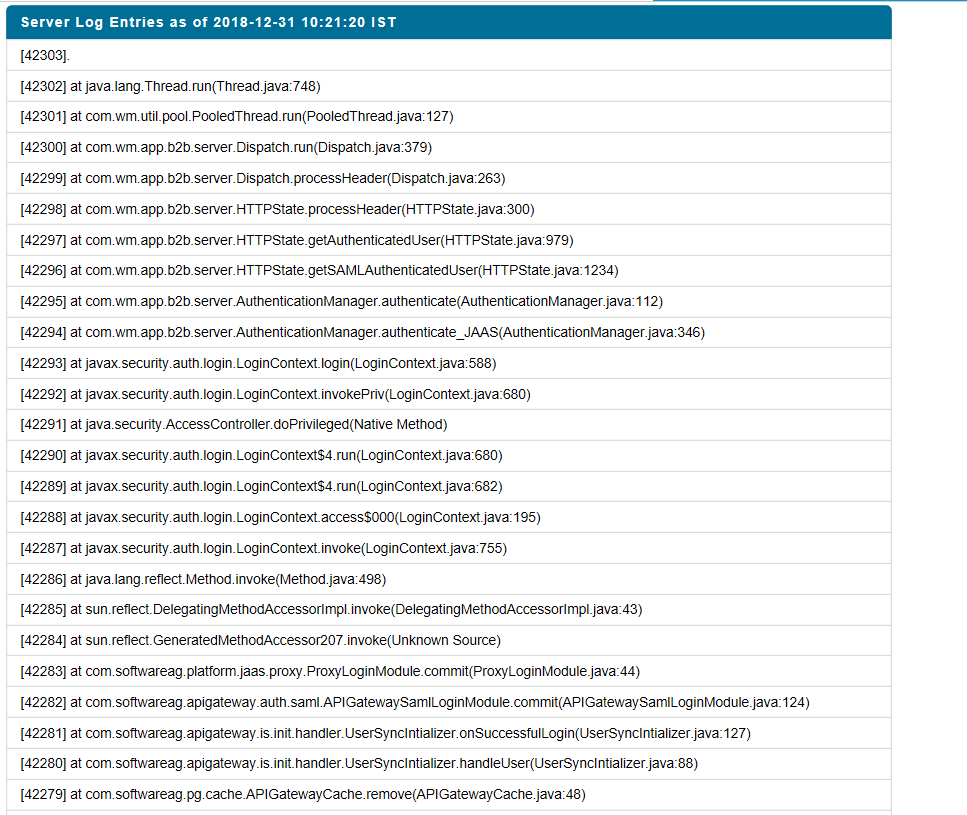 Server Log Entries as of 2018-12-31 10:21:20 IST
[42303].
[42302] at java.lang.Thread.run(Thread.java:748)
[42301] at com.wm.util.pool.PooledThread.run(PooledThread.java:127)
[42300] at com.wm.app.b2b.server.Dispatch.run(Dispatch.java:379)
[42299] at com.wm.app.b2b.server.Dispatch.processHeader(Dispatch.java:263)
[42298] at com.wm.app.b2b.server.HTTPState.processHeader(HTTPState.java:300)
[42297] at com.wm.app.b2b.server.HTTPState.getAuthenticatedUser(HTTPState.java:979)
[42296] at com.wm.app.b2b.server.HTTPState.getSAMLAuthenticatedUser(HTTPState.java:1234)
[42295] at com.wm.app.b2b.server.AuthenticationManager.authenticate(AuthenticationManager.java:112)
[42294] at com.wm.app.b2b.server.AuthenticationManager.authenticate_JAAS(AuthenticationManager.java:346)
[42293] at javax.security.auth.login.LoginContext.login(LoginContext.java:588)
[42292] at javax.security.auth.login.LoginContext.invokePriv(LoginContext.java:680)
[42291] at java.security.AccessController.doPrivileged(Native Method)
[42290] at javax.security.auth.login.LoginContext$4.run(LoginContext.java:680)
[42289] at javax.security.auth.login.LoginContext$4.run(LoginContext.java:682)
[42288] at javax.security.auth.login.LoginContext.access$000(LoginContext.java:195)
[42287] at javax.security.auth.login.LoginContext.invoke(LoginContext.java:755)
[42286] at java.lang.reflect.Method.invoke(Method.java:498)
[42285] at sun.reflect.DelegatingMethodAccessorImpl.invoke(DelegatingMethodAccessorImpl.java:43)
[42284] at sun.reflect.GeneratedMethodAccessor207.invoke(Unknown Source)
[42283] at com.softwareag.platform.jaas.proxy.ProxyLoginModule.commit(ProxyLoginModule.java:44)
[42282] at com.softwareag.apigateway.auth.saml.APIGatewaySamlLoginModule.commit(APIGatewaySamlLoginModule.java:124)
[42281] at com.softwareag.apigateway.is.init.handler.UserSyncIntializer.onSuccessfulLogin(UserSyncIntializer.java:127)
[42280] at com.softwareag.apigateway.is.init.handler.UserSyncIntializer.handleUser(UserSyncIntializer.java:88)
[42279] at com.softwareag.pg.cache.APIGatewayCache.remove(APIGatewayCache.java:48)